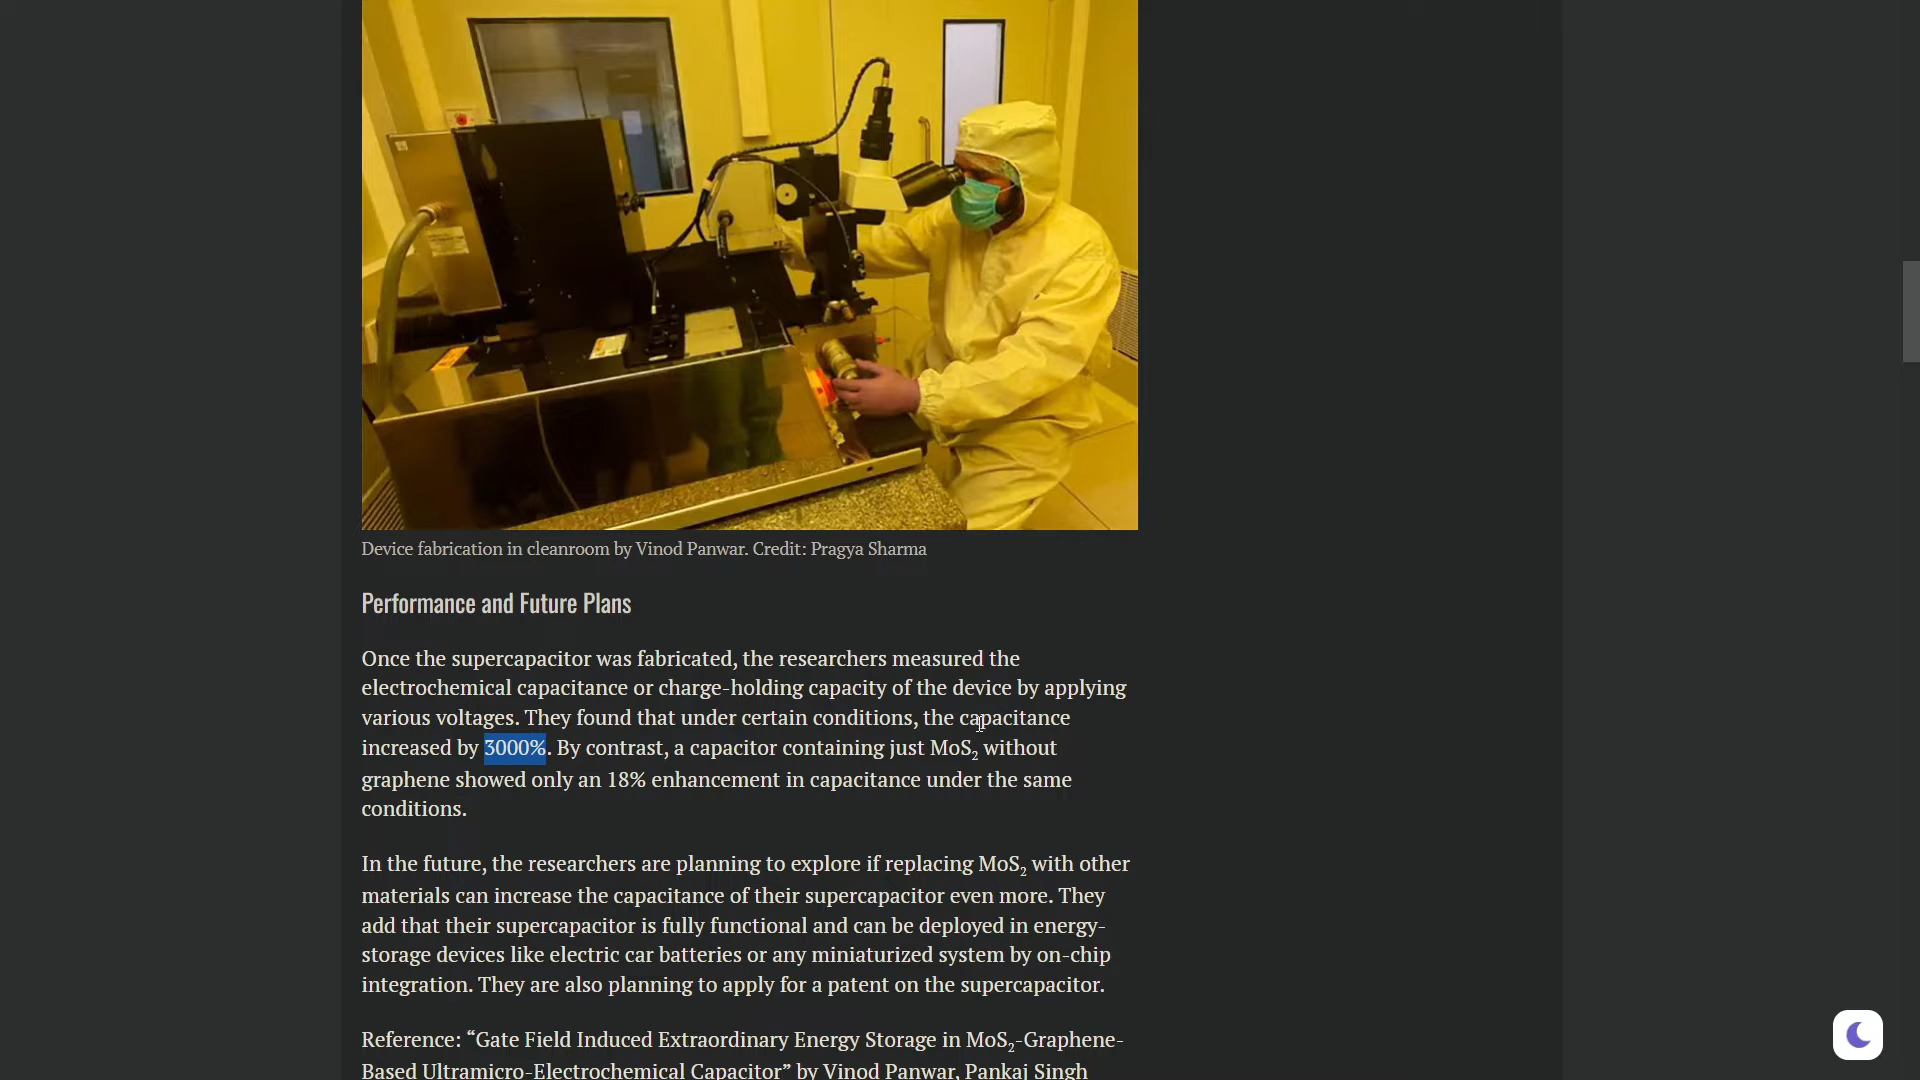 Device fabrication in cleanroom by Vinod Panwar. Credit: Pragya Sharma
Performance and Future Plans
Once the supercapacitor was fabricated, the researchers measured the
electrochemical capacitance or charge-holding capacity of the device by applying
various voltages. They found that under certain conditions, the capacitance
increased by 3000%. By contrast, a capacitor containing just MoS₂ without
graphene showed only an 18% enhancement in capacitance under the same
conditions.
In the future, the researchers are planning to explore if replacing MoS₂ with other
materials can increase the capacitance of their supercapacitor even more. They
add that their supercapacitor is fully functional and can be deployed in energy-
storage devices like electric car batteries or any miniaturized system by on-chip
integration. They are also planning to apply for a patent on the supercapacitor.
Reference: “Gate Field Induced Extraordinary Energy Storage in MoS₂-Graphene-
Based Ultramicro-Electrochemical Capacitor” by Vinod Panwar, Pankaj Singh